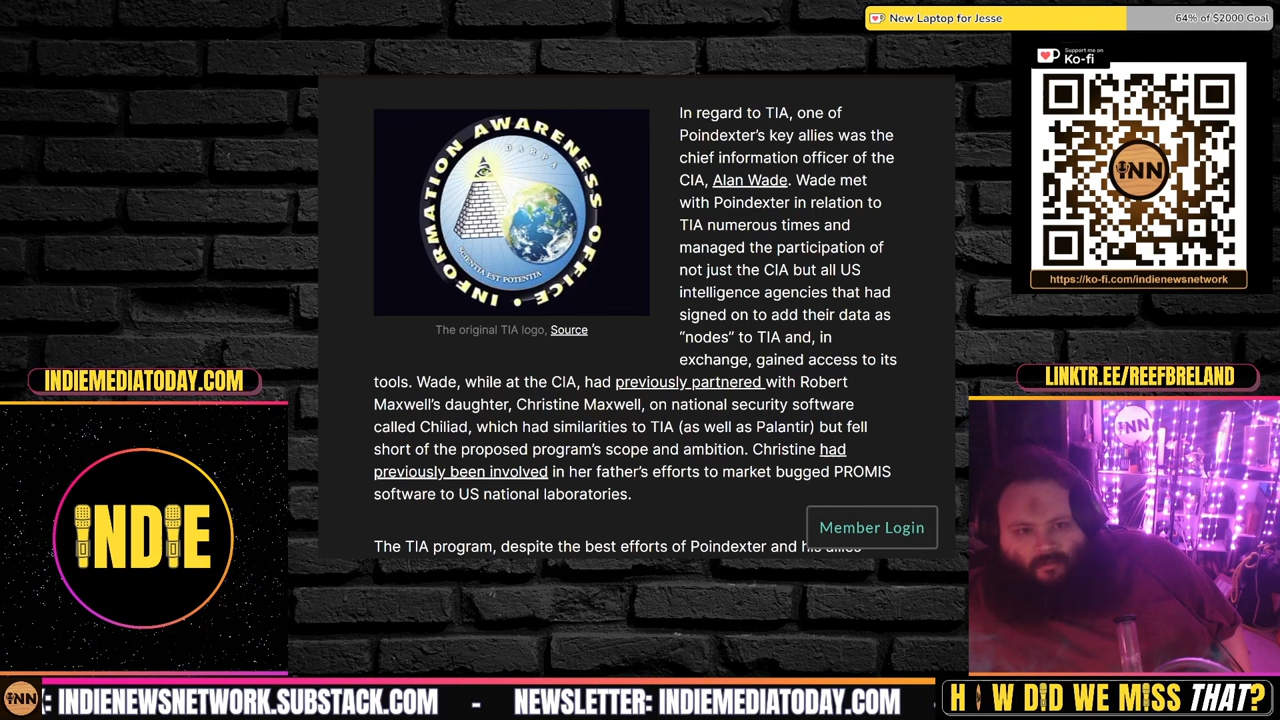 New Laptop for Jesse
64% of $2000 Goal
Support me on
Ko-fi
INN
https://ko-fi.com/indienewsnetwork
INFORMATION AWARENESS OFFICE
DARPA
SCIENTIA EST POTENTIA
The original TIA logo, Source
In regard to TIA, one of
Poindexter’s key allies was the
chief information officer of the
CIA, Alan Wade. Wade met
with Poindexter in relation to
TIA numerous times and
managed the participation of
not just the CIA but all US
intelligence agencies that had
signed on to add their data as
“nodes” to TIA and, in
exchange, gained access to its
tools. Wade, while at the CIA, had previously partnered with Robert
Maxwell’s daughter, Christine Maxwell, on national security software
called Chiliad, which had similarities to TIA (as well as Palantir) but fell
short of the proposed program’s scope and ambition. Christine had
previously been involved in her father’s efforts to market bugged PROMIS
software to US national laboratories.
Member Login
The TIA program, despite the best efforts of Poindexter and his allies
INDIEMEDIATODAY.COM
INDIE
LINKTR.EE/REEFBRELAND
INN
INN
: INDIENEWSNETWORK.SUBSTACK.COM - NEWSLETTER: INDIEMEDIATODAY.COM
HOW DID WE MISS THAT?